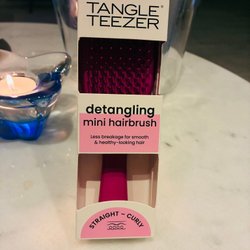 TANGLE
TEEZER®
detangling
mini hairbrush
Less breakage for smooth
& healthy-looking hair
STRAIGHT – CURLY